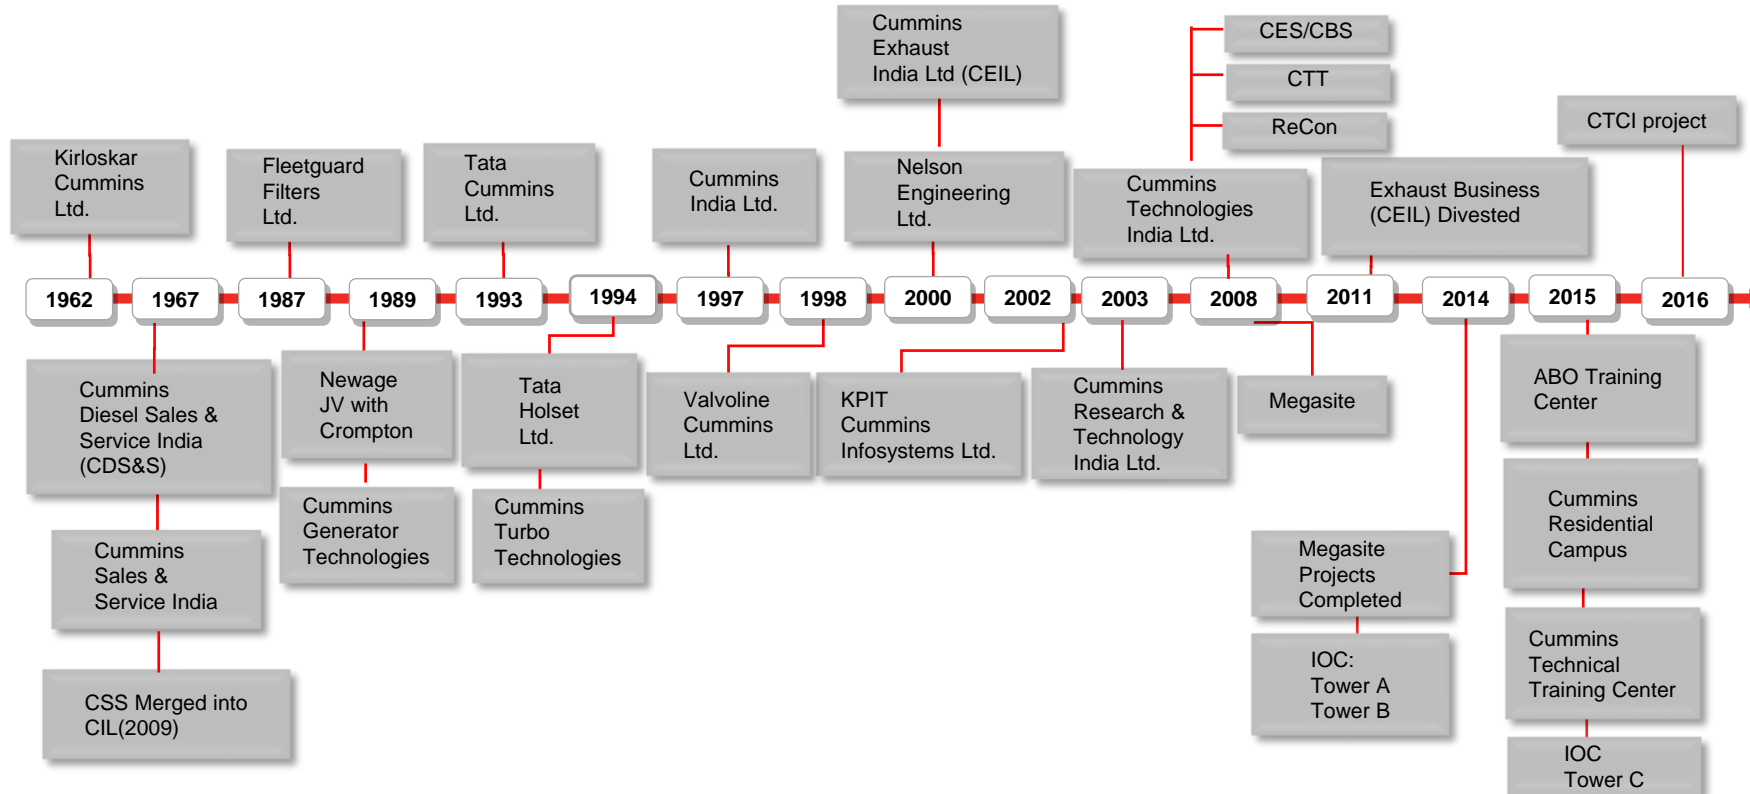 Cummins
Exhaust
India Ltd (CEIL)
CES/CBS
CTT
ReCon
CTCI project
Kirloskar
Cummins
Ltd.
Fleetguard
Filters
Ltd.
Tata
Cummins
Ltd.
Cummins
India Ltd.
Nelson
Engineering
Ltd.
Cummins
Technologies
India Ltd.
Exhaust Business
(CEIL) Divested
1962
1967
1987
1989
1993
1994
1997
1998
2000
2002
2003
2008
2011
2014
2015
2016
Cummins
Diesel Sales &
Service India
(CDS&S)
Newage
JV with
Crompton
Tata
Holset
Ltd.
Valvoline
Cummins
Ltd.
KPIT
Cummins
Infosystems Ltd.
Cummins
Research &
Technology
India Ltd.
Megasite
ABO Training
Center
Cummins
Sales &
Service India
Cummins
Generator
Technologies
Cummins
Turbo
Technologies
Megasite
Projects
Completed
Cummins
Residential
Campus
CSS Merged into
CIL(2009)
IOC:
Tower A
Tower B
Cummins
Technical
Training Center
IOC
Tower C